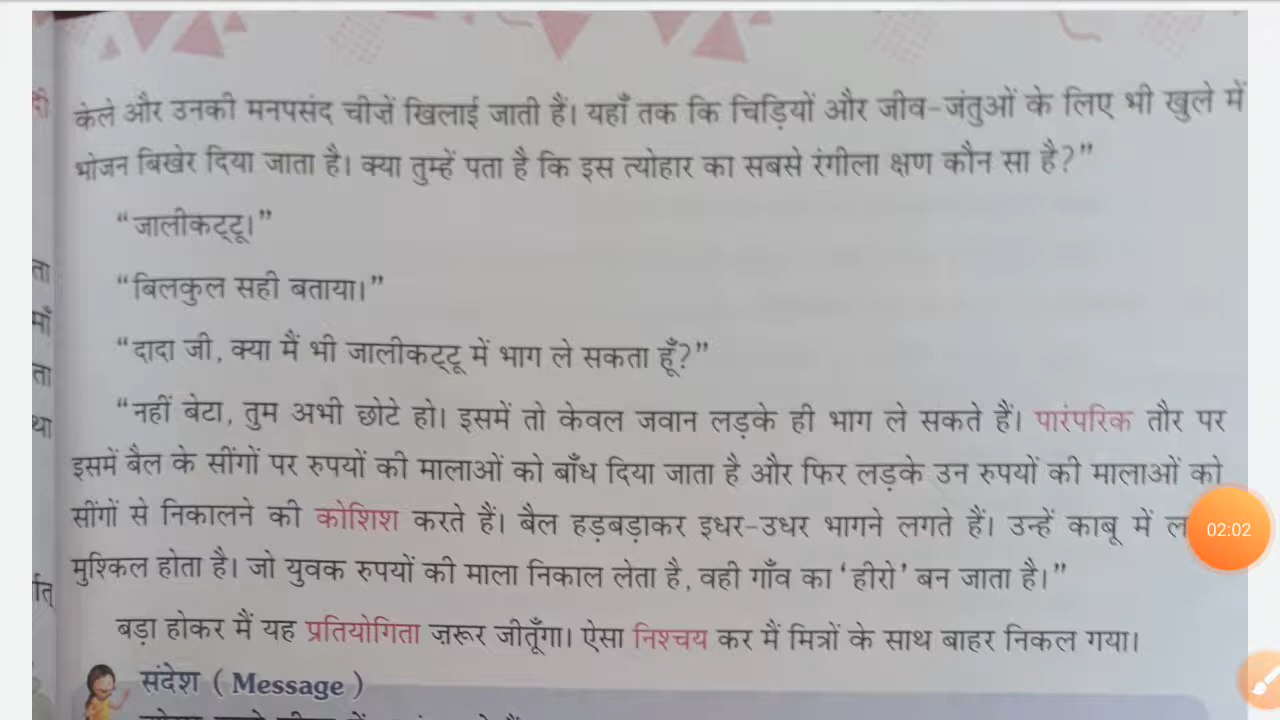 केले और उनकी मनपसंद चीज़ें खिलाई जाती हैं। यहाँ तक कि चिड़ियों और जीव-जंतुओं के लिए भी खुले में
भोजन बिखेर दिया जाता है। क्या तुम्हें पता है कि इस त्योहार का सबसे रंगीला क्षण कौन सा है?”
“जालीकट्टू।”
“बिलकुल सही बताया।”
“दादा जी, क्या मैं भी जालीकट्टू में भाग ले सकता हूँ?”
“नहीं बेटा, तुम अभी छोटे हो। इसमें तो केवल जवान लड़के ही भाग ले सकते हैं। पारंपरिक तौर पर
इसमें बैल के सींगों पर रुपयों की मालाओं को बाँध दिया जाता है और फिर लड़के उन रुपयों की मालाओं को
सींगों से निकालने की कोशिश करते हैं। बैल हड़बड़ाकर इधर-उधर भागने लगते हैं। उन्हें काबू में
02:02
मुश्किल होता है। जो युवक रुपयों की माला निकाल लेता है, वही गाँव का ‘हीरो’ बन जाता है।”
बड़ा होकर मैं यह प्रतियोगिता ज़रूर जीतूँगा। ऐसा निश्चय कर मैं मित्रों के साथ बाहर निकल गया।
संदेश ( Message )